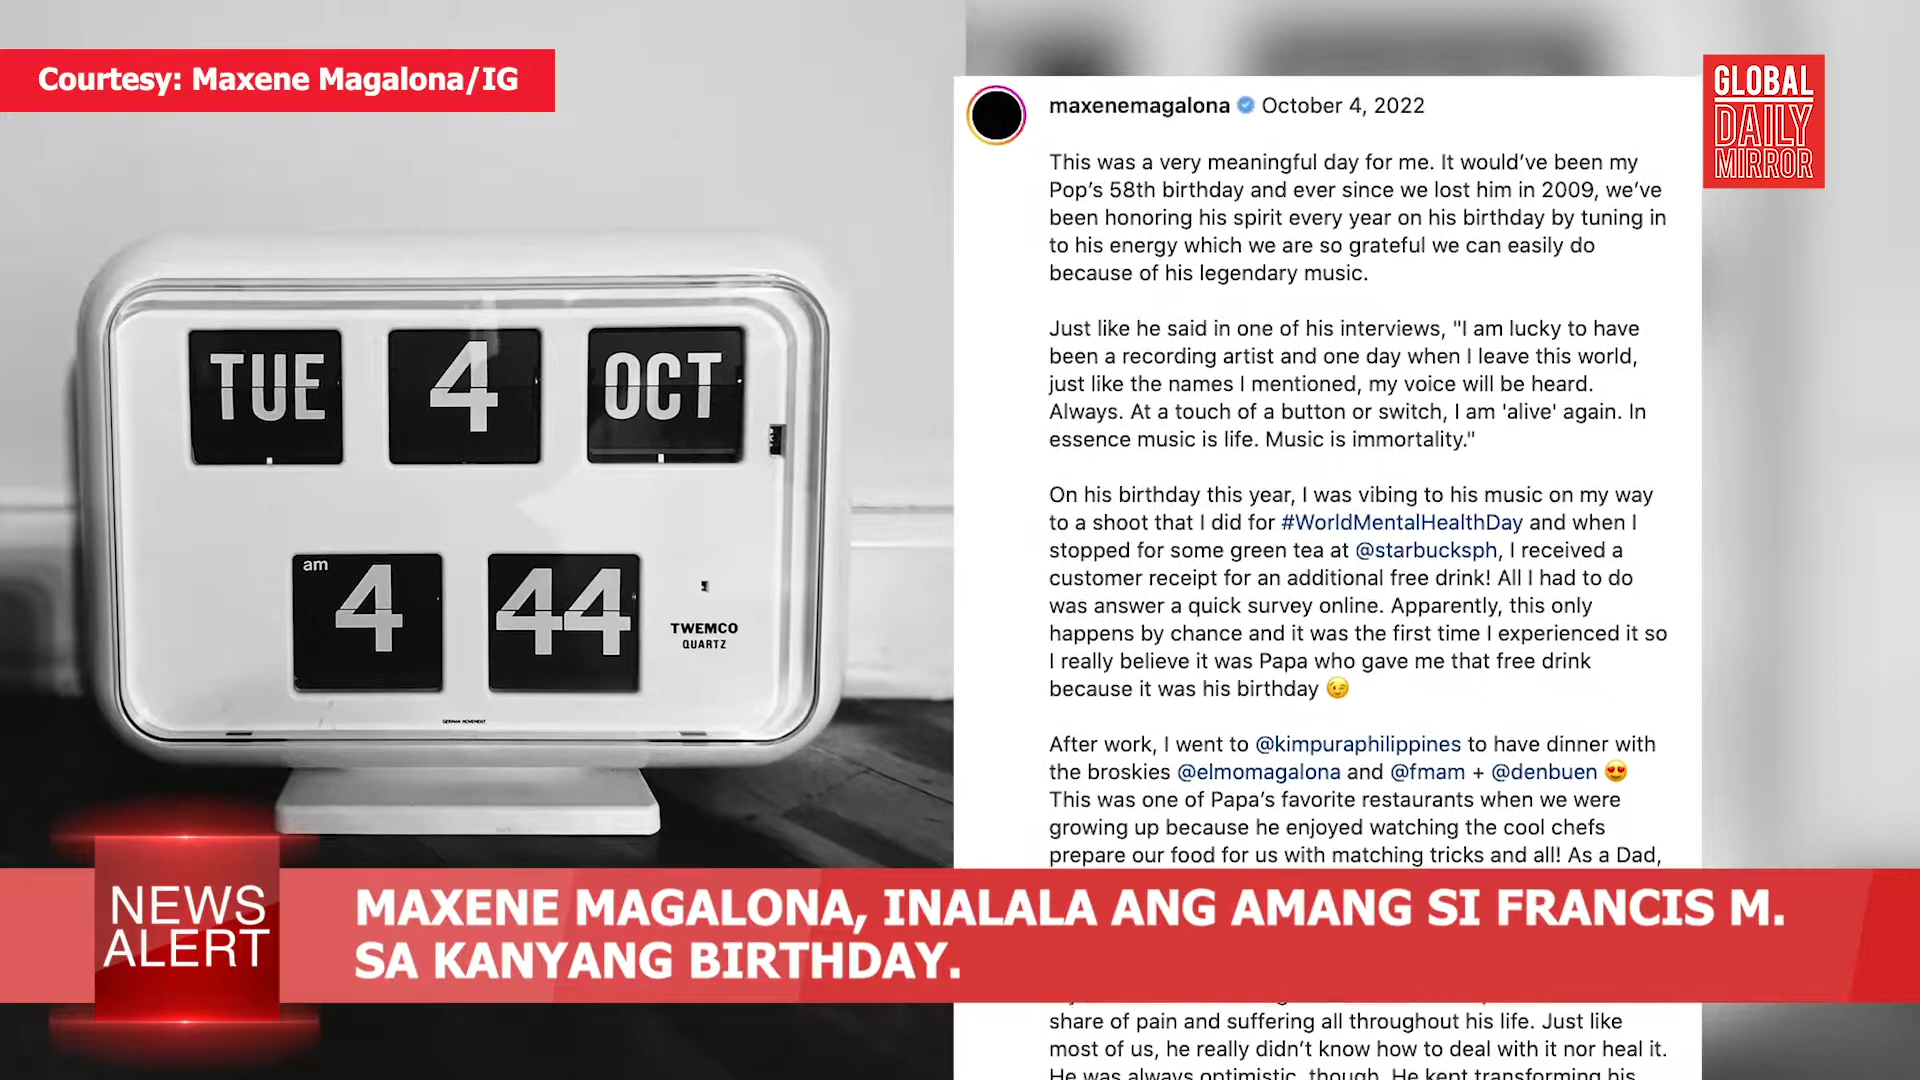 Courtesy: Maxene Magalona/IG
GLOBAL
DAILY
MIRROR
TUE 4 OCT
am 4 44
TWEMCO
QUARTZ
GERMAN MOVEMENT
maxenemagalona October 4, 2022
This was a very meaningful day for me. It would’ve been my
Pop’s 58th birthday and ever since we lost him in 2009, we’ve
been honoring his spirit every year on his birthday by tuning in
to his energy which we are so grateful we can easily do
because of his legendary music.
Just like he said in one of his interviews, "I am lucky to have
been a recording artist and one day when I leave this world,
just like the names I mentioned, my voice will be heard.
Always. At a touch of a button or switch, I am 'alive' again. In
essence music is life. Music is immortality."
On his birthday this year, I was vibing to his music on my way
to a shoot that I did for #WorldMentalHealthDay and when I
stopped for some green tea at @starbucksph, I received a
customer receipt for an additional free drink! All I had to do
was answer a quick survey online. Apparently, this only
happens by chance and it was the first time I experienced it so
I really believe it was Papa who gave me that free drink
because it was his birthday 😉
After work, I went to @kimpuraphilippines to have dinner with
the broskies @elmomagalona and @fmam + @denbuen 😍
This was one of Papa’s favorite restaurants when we were
growing up because he enjoyed watching the cool chefs
prepare our food for us with matching tricks and all! As a Dad,
NEWS
ALERT
MAXENE MAGALONA, INALALA ANG AMANG SI FRANCIS M.
SA KANYANG BIRTHDAY.
share of pain and suffering all throughout his life. Just like
most of us, he really didn’t know how to deal with it nor heal it.
He was always optimistic, though. He kept transforming his